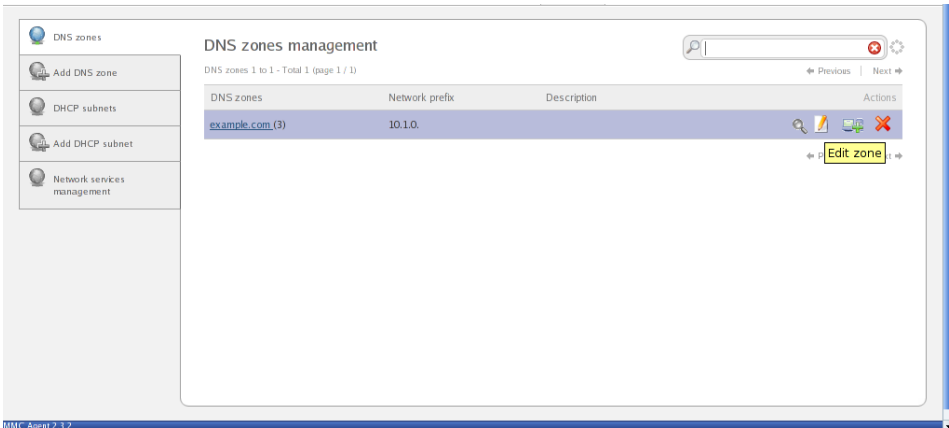 DNS zones
Add DNS zone
DHCP subnets
Add DHCP subnet
Network services
management
DNS zones management
DNS zones 1 to 1 - Total 1 (page 1 / 1)
Previous | Next
DNS zones Network prefix Description Actions
example.com (3) 10.1.0.
Edit zone
MMC Agent 2.3.2